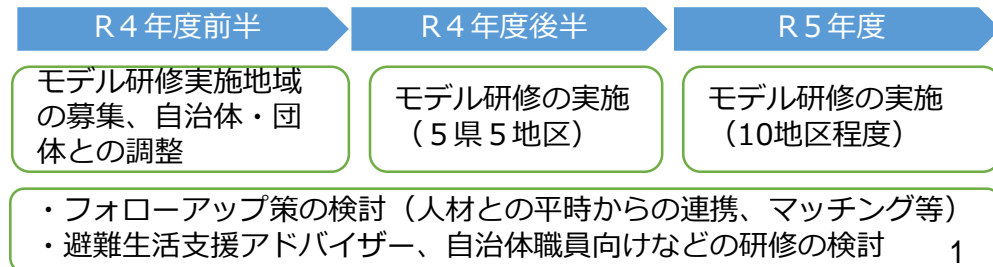 R４年度前半
R４年度後半
R５年度
モデル研修実施地域
の募集、自治体・団
体との調整
モデル研修の実施
（５県５地区）
モデル研修の実施
（10地区程度）
・フォローアップ策の検討（人材との平時からの連携、マッチング等）
・避難生活支援アドバイザー、自治体職員向けなどの研修の検討
1